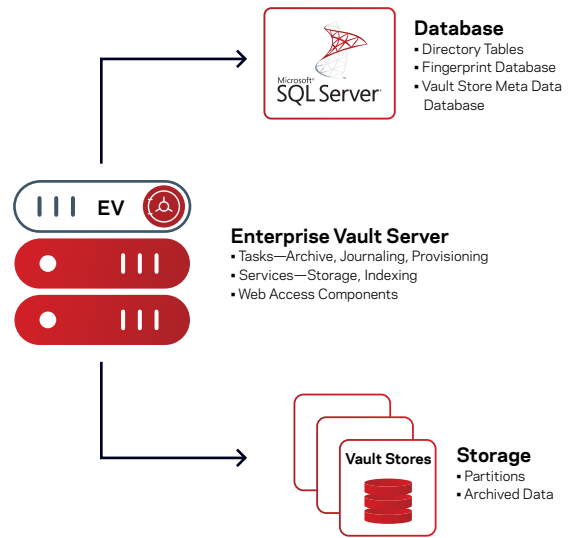 Database
▪ Directory Tables
▪ Fingerprint Database
▪ Vault Store Meta Data
Database
Microsoft®
SQL Server®
EV
Enterprise Vault Server
▪ Tasks—Archive, Journaling, Provisioning
▪ Services—Storage, Indexing
▪ Web Access Components
Vault Stores
Storage
▪ Partitions
▪ Archived Data